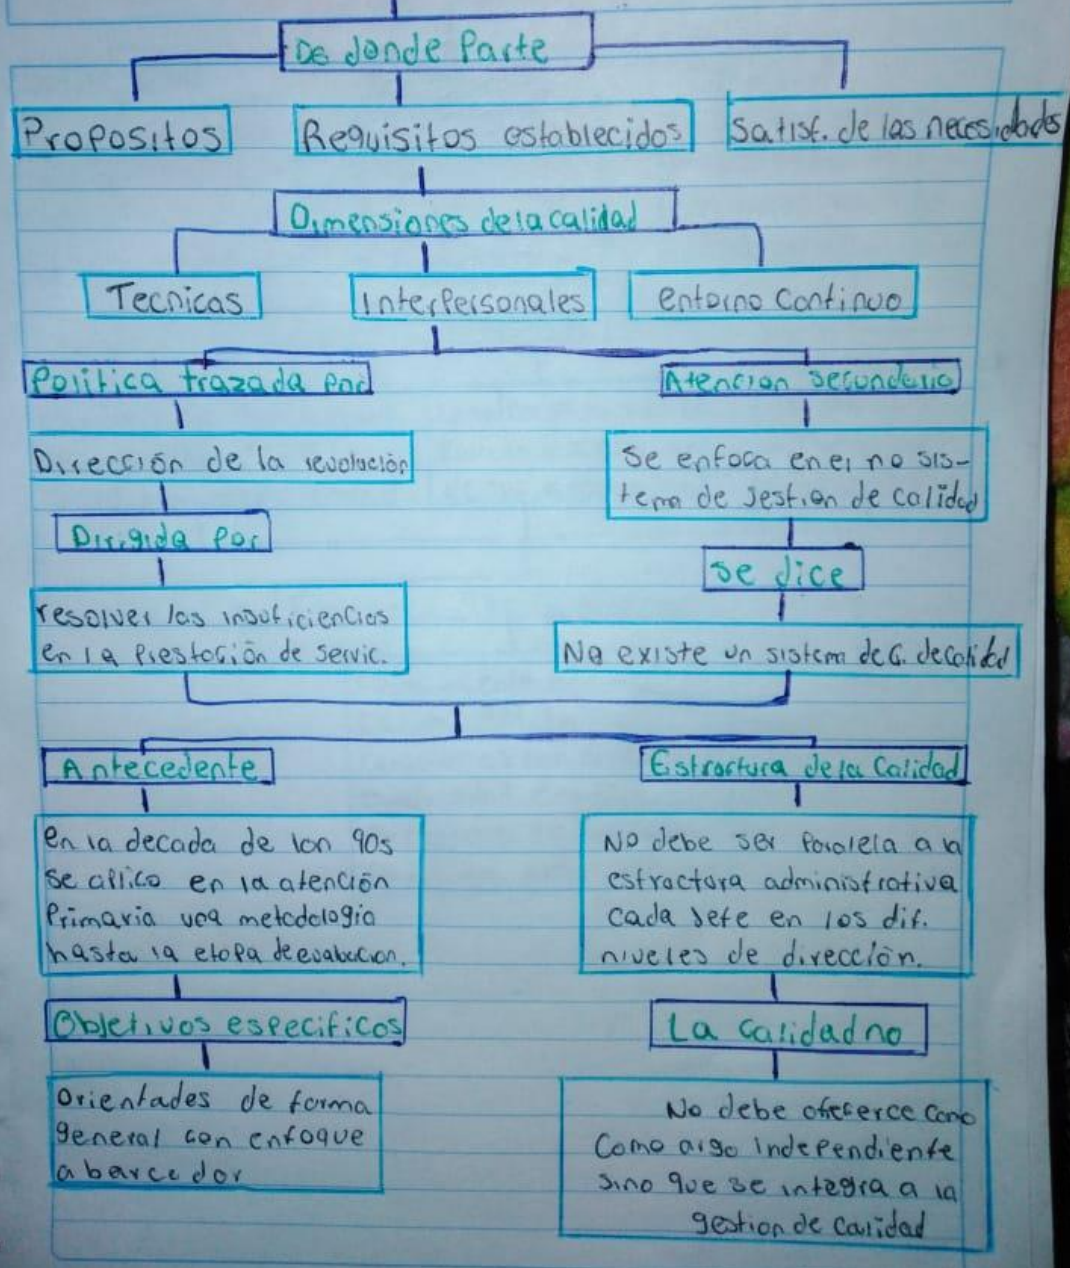 De donde Parte
Propositos
Requisitos establecidos
Satisf. de las necesidades
Dimensiones de la calidad
Tecnicas
Interpersonales
entorno Continuo
Politica trazada por
Atencion Secundario
Dirección de la revolución
Se enfoca en el no sis-
tema de Jestion de calidad
Dirigida Por
Se dice
resolver las insuficiencias
en la Prestación de Servic.
No existe un sistem de G. de calidad
Antecedente
Estractura de la Calidad
en la decada de lon 90s
se aplico en la atención
Primaria una metodologia
hasta la etapa de evaluacion.
No debe ser Paralela a la
estractura administrativa
cada Jefe en los dif.
niveles de dirección.
Objetivos especificos
La calidad no
Orientades de forma
general con enfoque
abarcedor
No debe ofrecerce Como
Como algo Independiente
sino que se integra a la
gestion de calidad